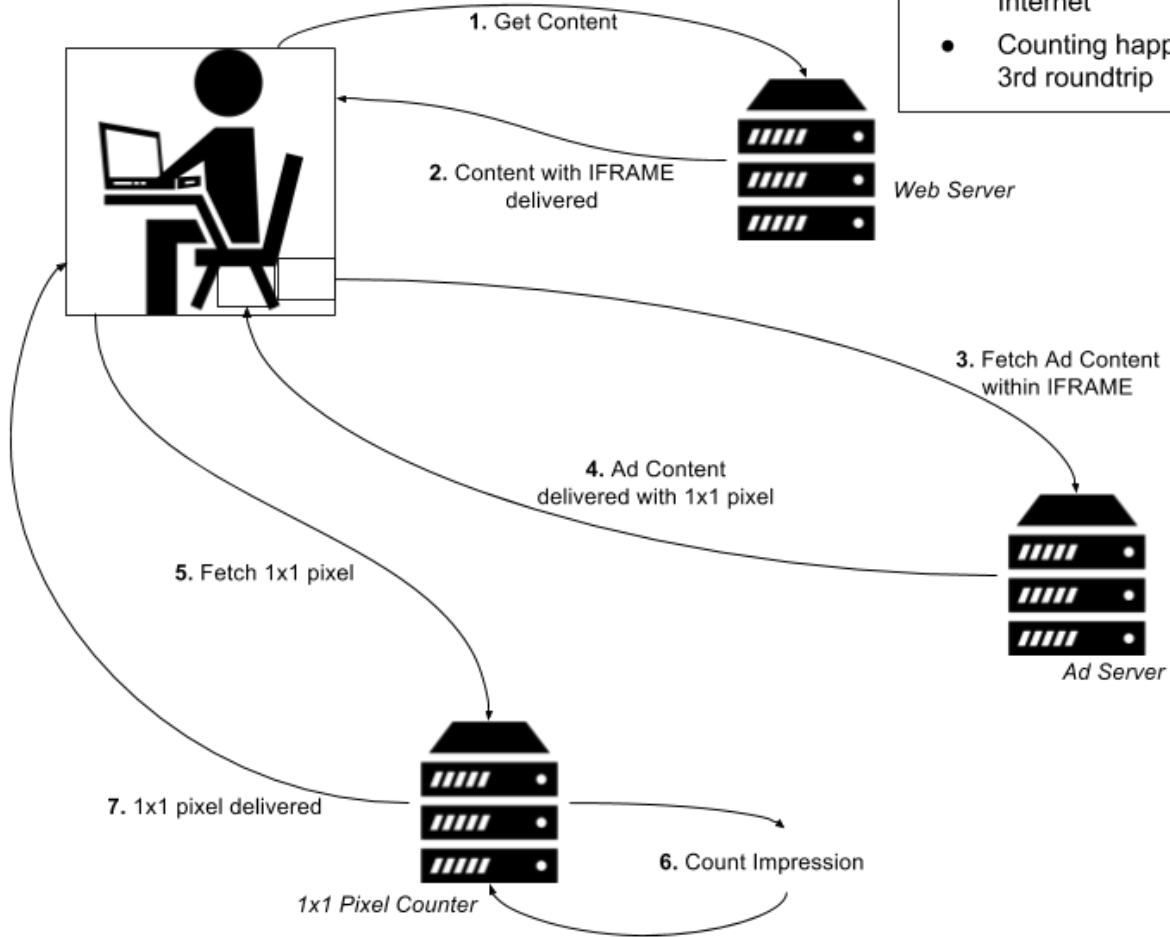 1. Get Content
Internet
● Counting happ
3rd roundtrip
2. Content with IFRAME
delivered
Web Server
3. Fetch Ad Content
within IFRAME
4. Ad Content
delivered with 1x1 pixel
5. Fetch 1x1 pixel
Ad Server
7. 1x1 pixel delivered
6. Count Impression
1x1 Pixel Counter